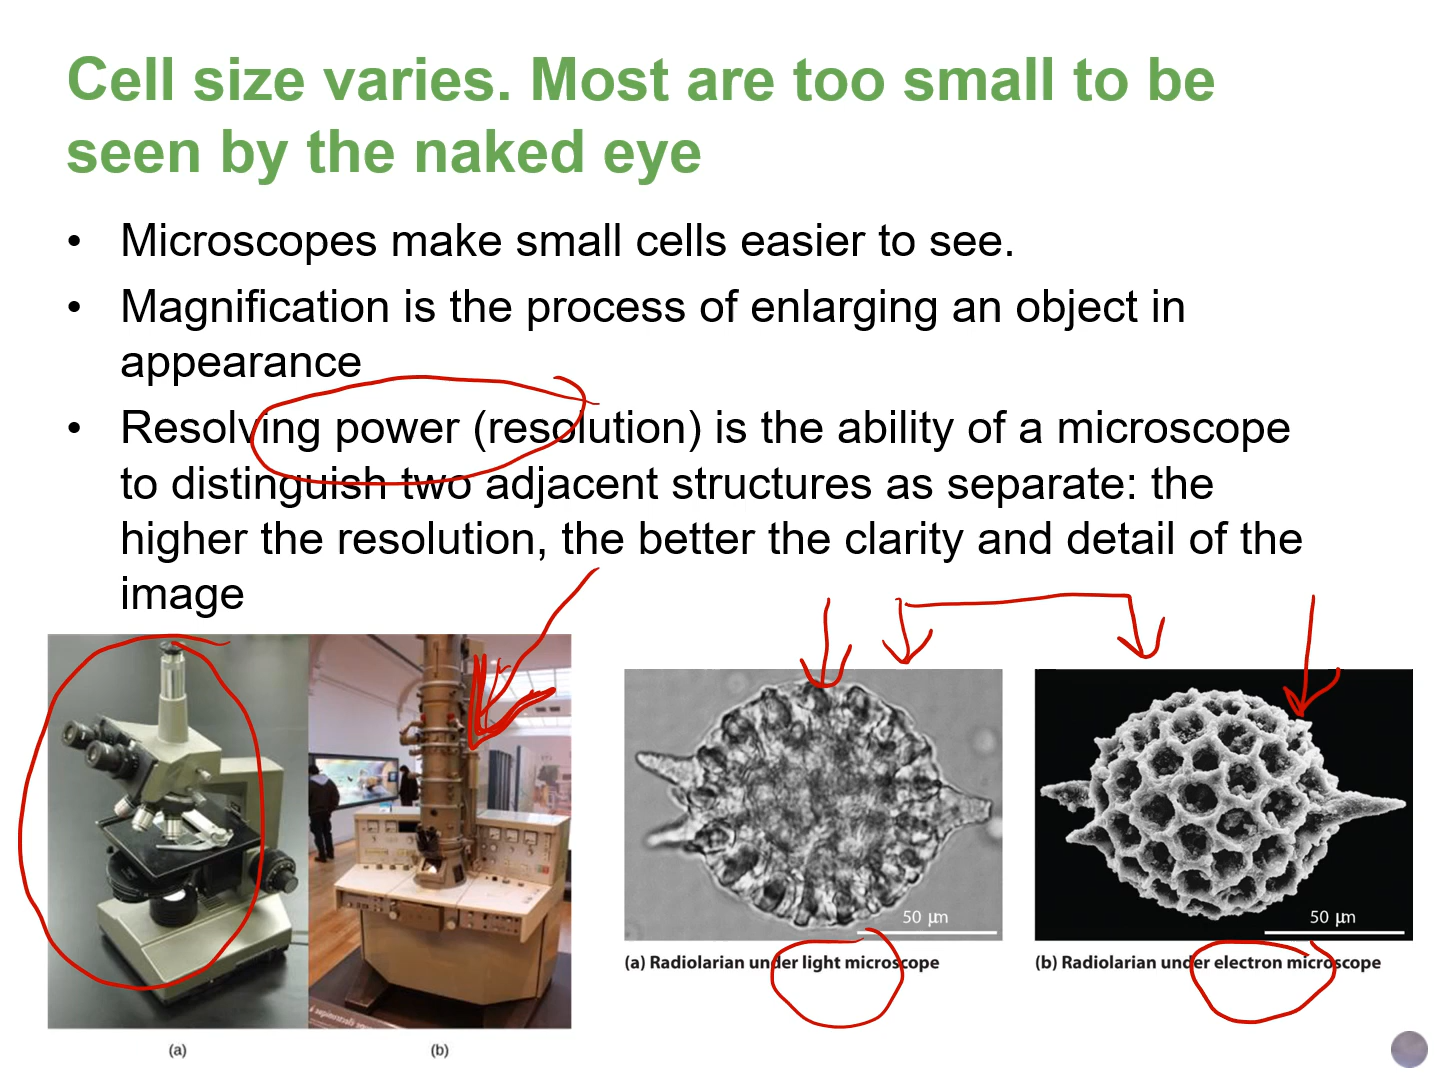 Cell size varies. Most are too small to be
seen by the naked eye
• Microscopes make small cells easier to see.
• Magnification is the process of enlarging an object in
appearance
• Resolving power (resolution) is the ability of a microscope
to distinguish two adjacent structures as separate: the
higher the resolution, the better the clarity and detail of the
image
50 μm
50 μm
(a) Radiolarian under light microscope
(b) Radiolarian under electron microscope
(a)
(b)